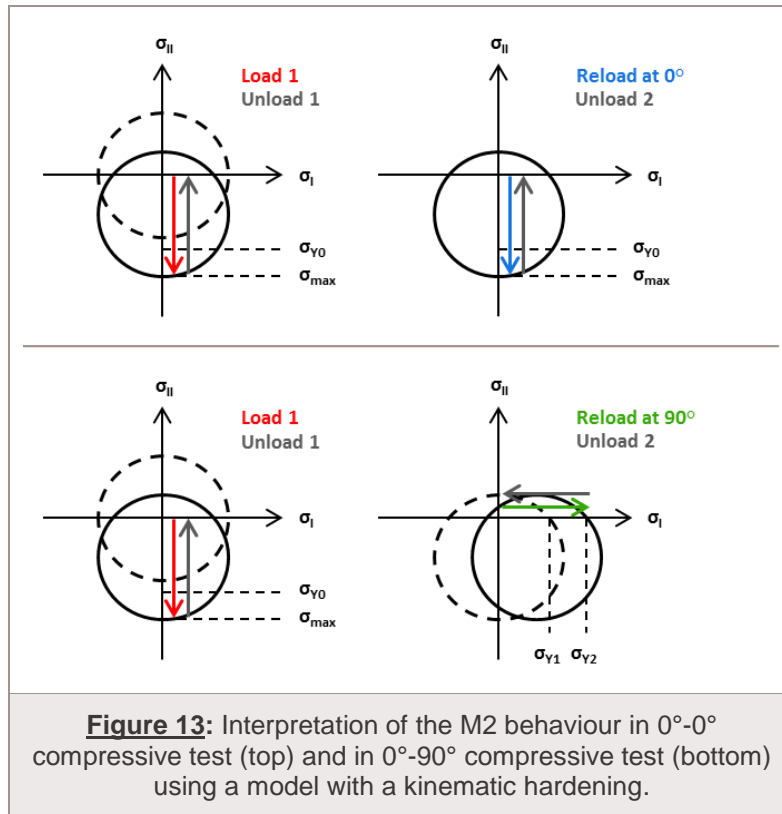 σII
Load 1
Unload 1
σI
σY0
σmax
σII
Reload at 0°
Unload 2
σI
σY0
σmax
σII
Load 1
Unload 1
σI
σY0
σmax
σII
Reload at 90°
Unload 2
σI
σY1 σY2
Figure 13: Interpretation of the M2 behaviour in 0°-0°
compressive test (top) and in 0°-90° compressive test (bottom)
using a model with a kinematic hardening.